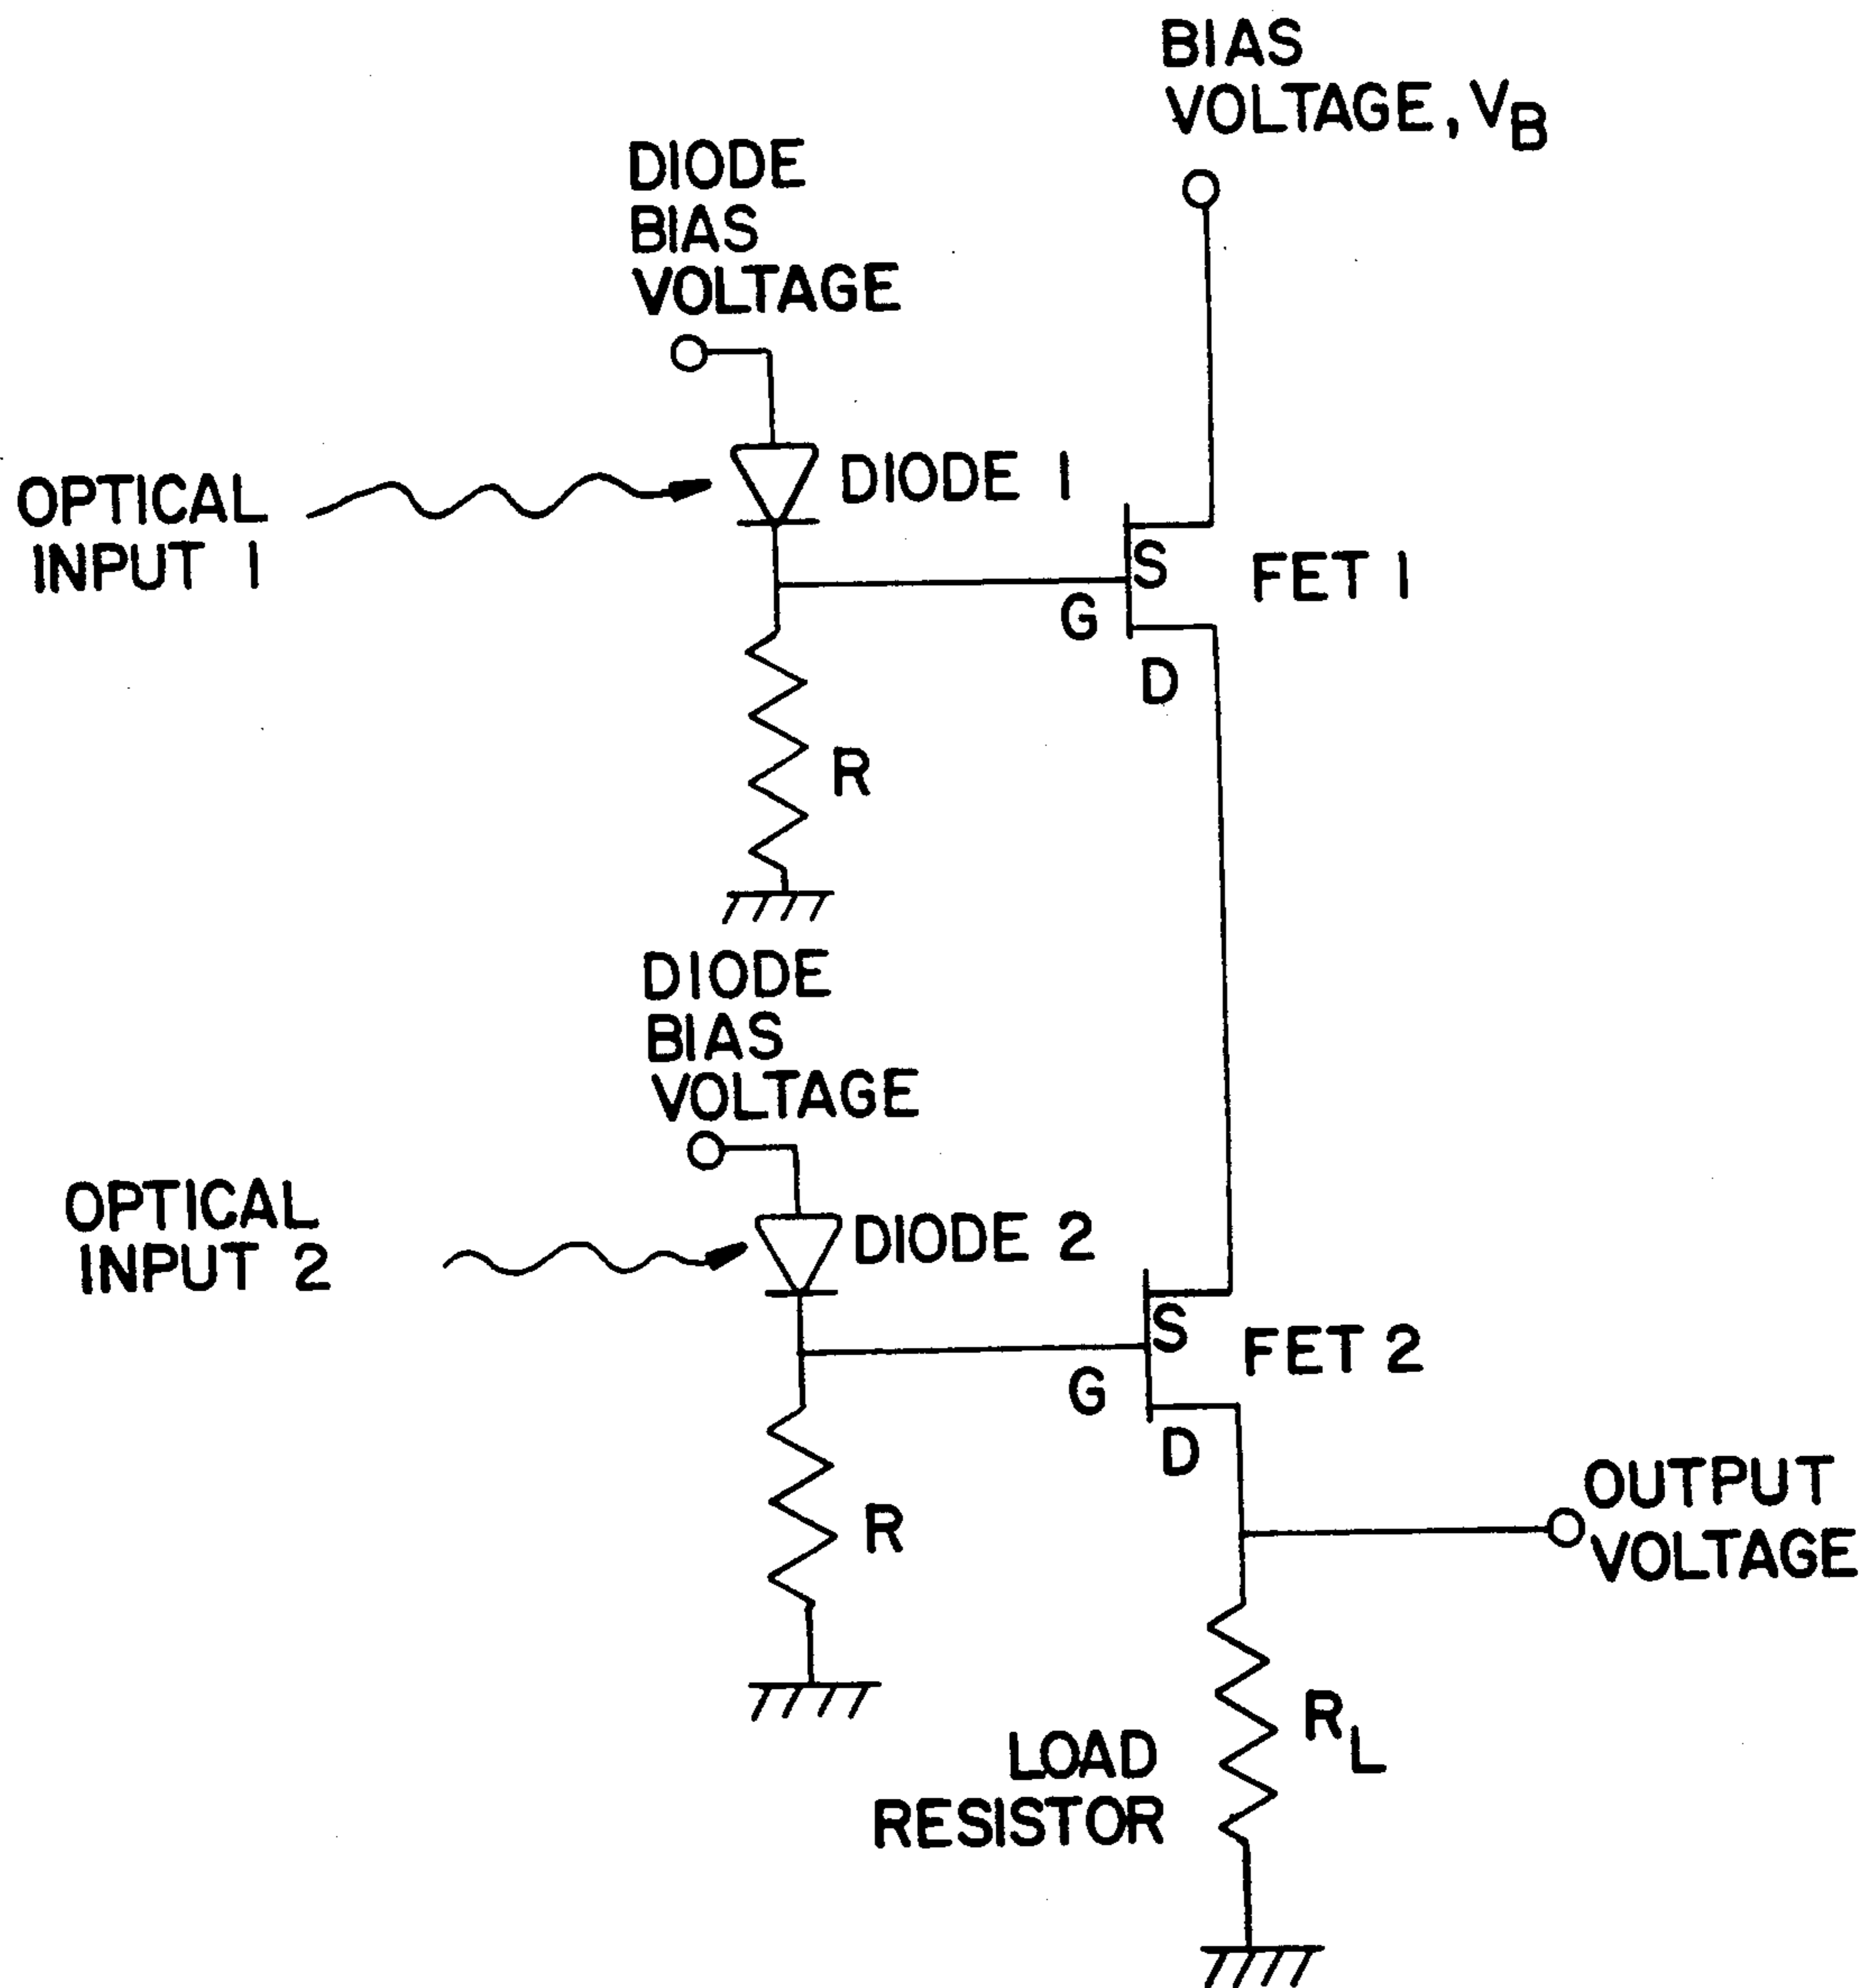 BIAS
VOLTAGE, VB
DIODE
BIAS
VOLTAGE
OPTICAL
INPUT 1
DIODE 1
S
G
D
FET 1
R
DIODE
BIAS
VOLTAGE
OPTICAL
INPUT 2
DIODE 2
S
G
D
FET 2
R
OUTPUT
VOLTAGE
LOAD
RESISTOR
RL